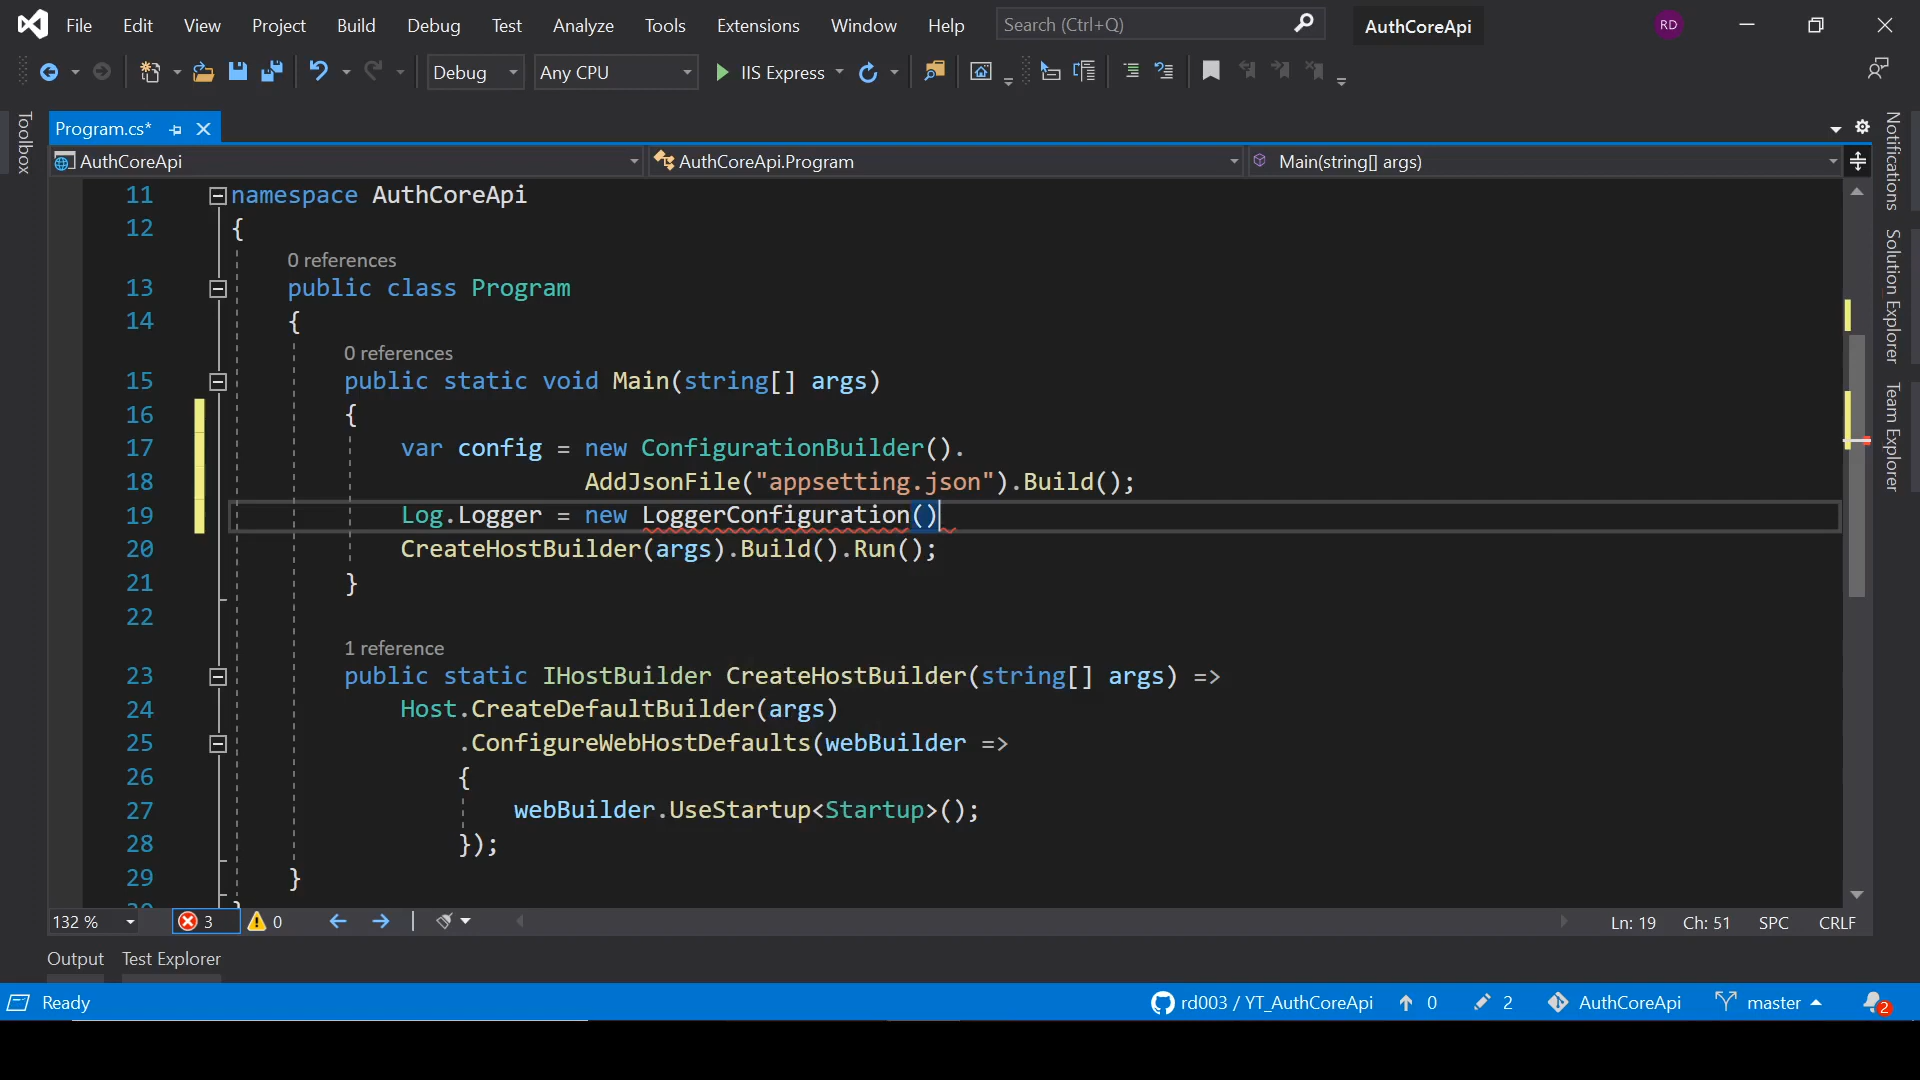 File Edit View Project Build Debug Test Analyze Tools Extensions Window Help Search (Ctrl+Q) AuthCoreApi RD
Debug Any CPU IIS Express
Toolbox
Program.cs*
AuthCoreApi AuthCoreApi.Program Main(string[] args)
11 namespace AuthCoreApi
12 {
0 references
13 public class Program
14 {
0 references
15 public static void Main(string[] args)
16 {
17 var config = new ConfigurationBuilder().
18 AddJsonFile("appsetting.json").Build();
19 Log.Logger = new LoggerConfiguration()
20 CreateHostBuilder(args).Build().Run();
21 }
22
1 reference
23 public static IHostBuilder CreateHostBuilder(string[] args) =>
24 Host.CreateDefaultBuilder(args)
25 .ConfigureWebHostDefaults(webBuilder =>
26 {
27 webBuilder.UseStartup<Startup>();
28 });
29 }
Notifications
Solution Explorer
Team Explorer
132 % 3 0 Ln: 19 Ch: 51 SPC CRLF
Output Test Explorer
Ready rd003 / YT_AuthCoreApi 0 2 AuthCoreApi master 2